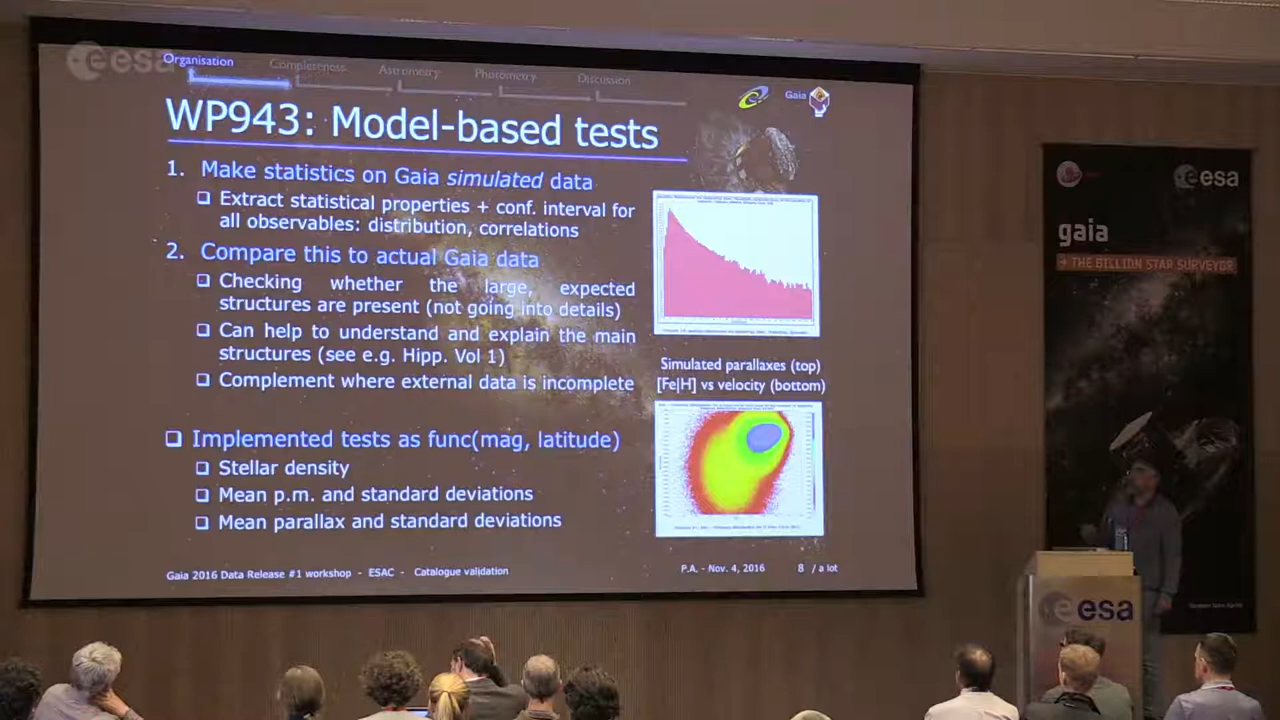 esa
Organisation
Completeness
Astrometry
Photometry
Discussion
Gaia
WP943: Model-based tests
1. Make statistics on Gaia simulated data
Extract statistical properties + conf. interval for
all observables: distribution, correlations
2. Compare this to actual Gaia data
Checking whether the large, expected
structures are present (not going into details)
Can help to understand and explain the main
structures (see e.g. Hipp. Vol 1)
Complement where external data is incomplete
Simulated parallaxes (top)
[Fe|H] vs velocity (bottom)
Implemented tests as func(mag, latitude)
Stellar density
Mean p.m. and standard deviations
Mean parallax and standard deviations
Gaia 2016 Data Release #1 workshop - ESAC - Catalogue validation
P.A. - Nov. 4, 2016
8 / a lot
esa
gaia
→ THE BILLION STAR SURVEYOR
esa